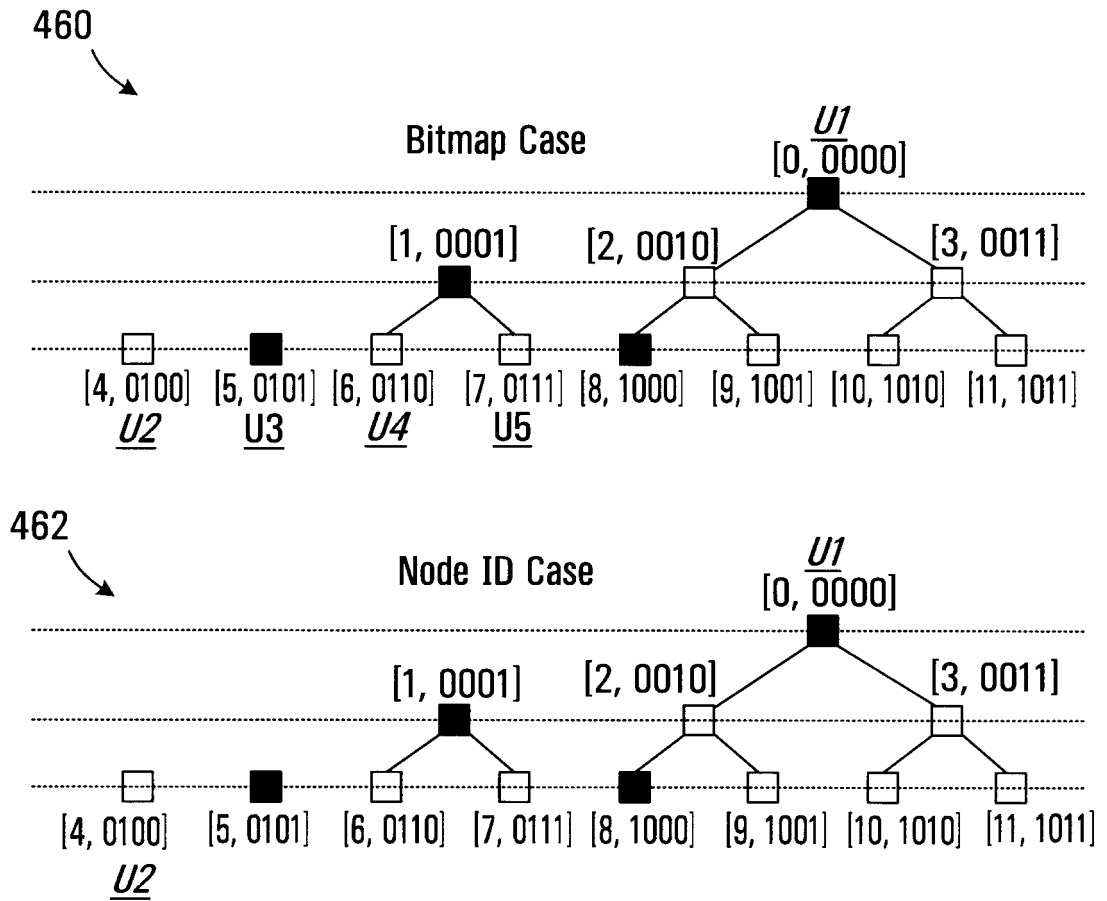 460
Bitmap Case
U1
[0, 0000]
[1, 0001]
[2, 0010]
[3, 0011]
[4, 0100] [5, 0101] [6, 0110] [7, 0111] [8, 1000] [9, 1001] [10, 1010] [11, 1011]
U2 U3 U4 U5
462
Node ID Case
U1
[0, 0000]
[1, 0001]
[2, 0010]
[3, 0011]
[4, 0100] [5, 0101] [6, 0110] [7, 0111] [8, 1000] [9, 1001] [10, 1010] [11, 1011]
U2